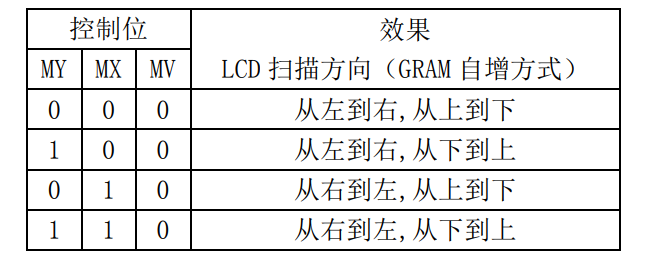 控制位 效果
MY MX MV LCD 扫描方向（GRAM 自增方式）
0 0 0 从左到右,从上到下
1 0 0 从左到右,从下到上
0 1 0 从右到左,从上到下
1 1 0 从右到左,从下到上